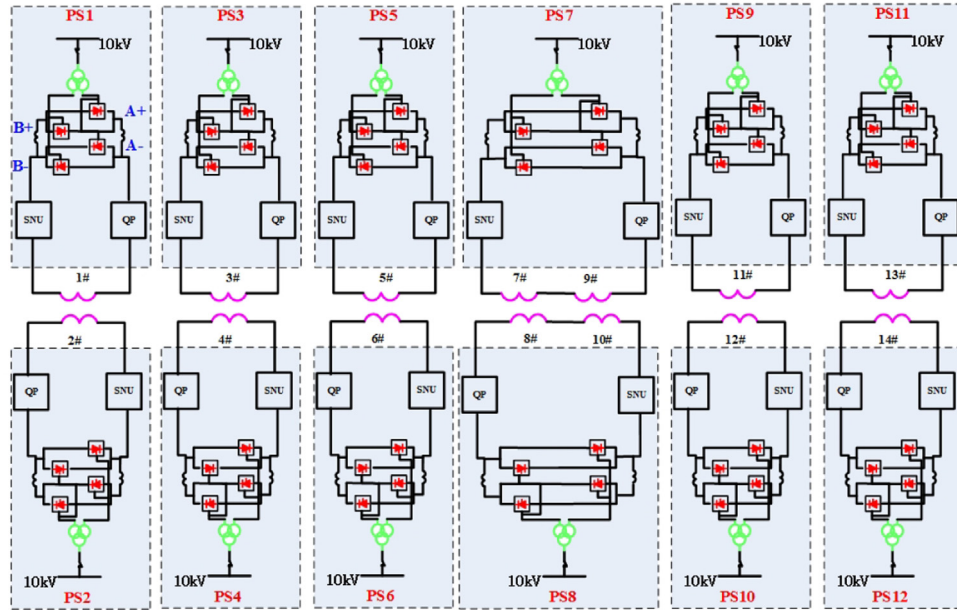 PS1 PS3 PS5 PS7 PS9 PS11
10kV 10kV 10kV 10kV 10kV 10kV
A+
B+
A-
B-
SNU QP SNU QP SNU QP SNU QP SNU QP SNU QP
1# 3# 5# 7# 9# 11# 13#
2# 4# 6# 8# 10# 12# 14#
QP SNU QP SNU QP SNU QP SNU QP SNU QP SNU
10kV 10kV 10kV 10kV 10kV 10kV
PS2 PS4 PS6 PS8 PS10 PS12